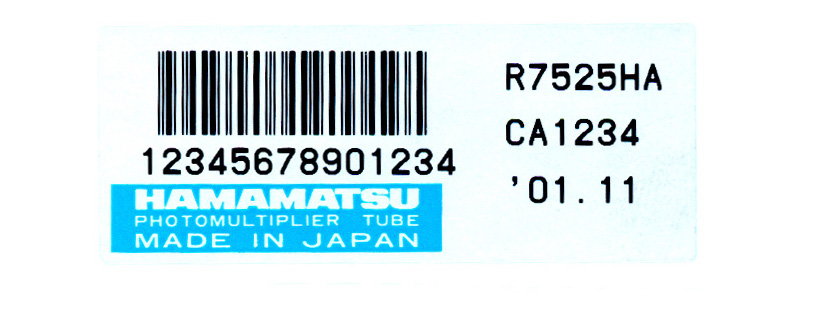 12345678901234
HAMAMATSU
PHOTOMULTIPLIER TUBE
MADE IN JAPAN
R7525HA
CA1234
'01.11